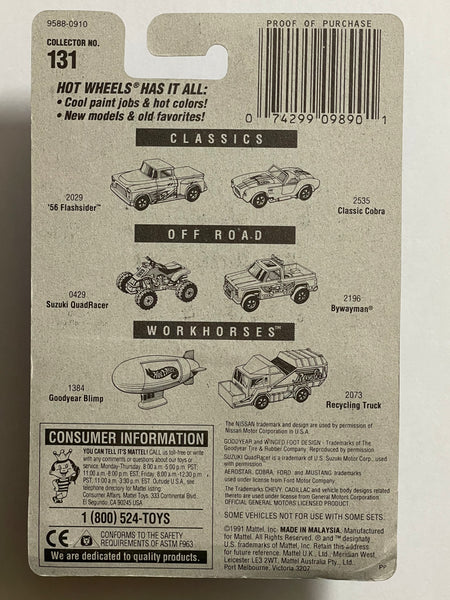 9588-0910
PROOF OF PURCHASE
COLLECTOR NO.
131
HOT WHEELS® HAS IT ALL:
• Cool paint jobs & hot colors!
• New models & old favorites!
0 74299 09890 1
CLASSICS
2029
'56 Flashsider™
2535
Classic Cobra
OFF ROAD
0429
Suzuki QuadRacer
2196
Bywayman®
WORKHORSES™
1384
Goodyear Blimp
2073
Recycling Truck
CONSUMER INFORMATION
YOU CAN TELL IT'S MATTEL! CALL toll-free or write
with any comments or questions about our toys or
service. Monday-Thursday, 8:00 a.m.- 5:00 p.m. PST,
11:00 a.m. - 8:00 p.m. EST, Friday, 8:00 a.m.-12:30 p.m.
PST, 11:00 a.m. - 3:30 p.m. EST. Outside U.S., see
telephone directory for Mattel listing.
Consumer Affairs, Mattel Toys, 333 Continental Blvd.
El Segundo, CA 90245 USA
1 (800) 524-TOYS
CE
CONFORMS TO THE SAFETY
REQUIREMENTS OF ASTM F963
We are dedicated to quality products.
The NISSAN trademark and design are used by permission of
Nissan Motor Corporation in U.S.A.
GOODYEAR and WINGED FOOT DESIGN - Trademarks of The
Goodyear Tire & Rubber Company. Reproduced by permission.
SUZUKI QuadRacer is a trademark of U.S. Suzuki Motor Corp., used
with permission.
AEROSTAR, COBRA, FORD, and MUSTANG trademarks
used under license from Ford Motor Company.
The Trademarks CHEVY, CADILLAC and vehicle body designs related
thereto are used under license from General Motors Corporation.
OFFICIAL GENERAL MOTORS LICENSED PRODUCT.
SOME VEHICLES NOT FOR USE WITH SOME SETS.
©1991 Mattel, Inc. MADE IN MALAYSIA. Manufactured
for Mattel. All Rights Reserved. ® and ™ designate
U.S. trademarks of Mattel, Inc. Retain this address
for future reference. Mattel U.K., Ltd., Meridian West,
Leicester LE3 2WT. Mattel Australia Pty., Ltd.,
Port Melbourne, Victoria 3207.